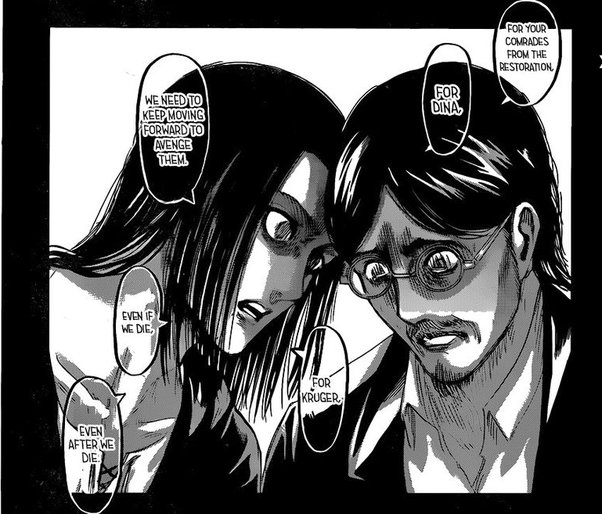 FOR YOUR
COMRADES
FROM THE
RESTORATION,
FOR
DINA,
WE NEED TO
KEEP MOVING
FORWARD TO
AVENGE
THEM.
FOR
KRUGER,
EVEN IF
WE DIE,
EVEN
AFTER WE
DIE.